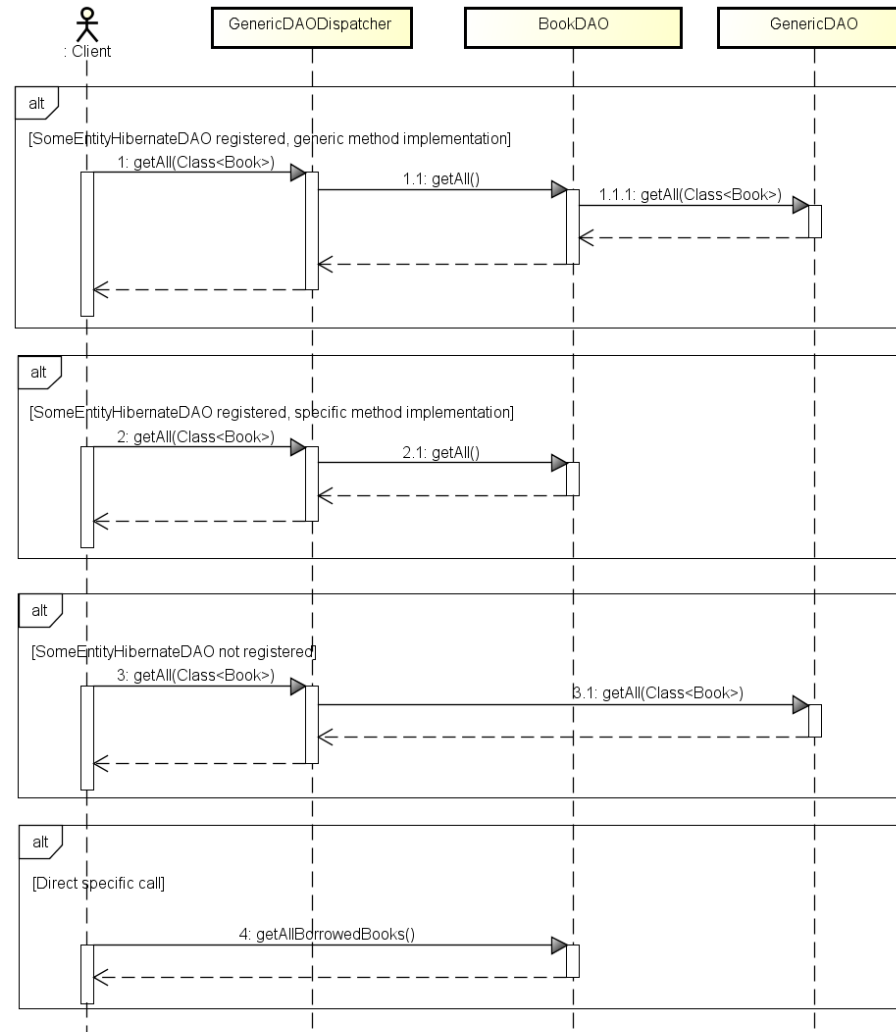 GenericDAODispatcher
BookDAO
GenericDAO
: Client
alt
[SomeEntityHibernateDAO registered, generic method implementation]
1: getAll(Class<Book>)
1.1: getAll()
1.1.1: getAll(Class<Book>)
alt
[SomeEntityHibernateDAO registered, specific method implementation]
2: getAll(Class<Book>)
2.1: getAll()
alt
[SomeEntityHibernateDAO not registered]
3: getAll(Class<Book>)
3.1: getAll(Class<Book>)
alt
[Direct specific call]
4: getAllBorrowedBooks()